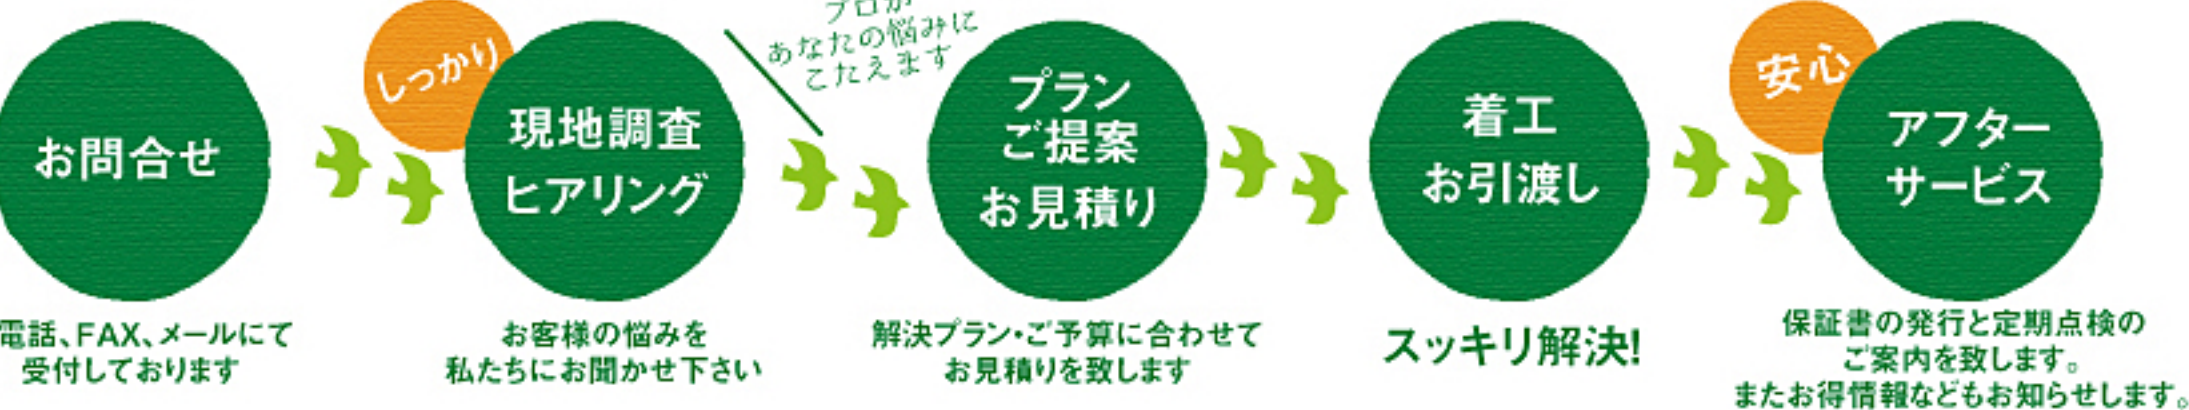 お問合せ
電話、FAX、メールにて
受付しております
しっかり
現地調査
ヒアリング
お客様の悩みを
私たちにお聞かせ下さい
プロが
あなたの悩みに
こたえます
プラン
ご提案
お見積り
解決プラン・ご予算に合わせて
お見積りを致します
着工
お引渡し
スッキリ解決!
安心
アフター
サービス
保証書の発行と定期点検の
ご案内を致します。
またお得情報などもお知らせします。